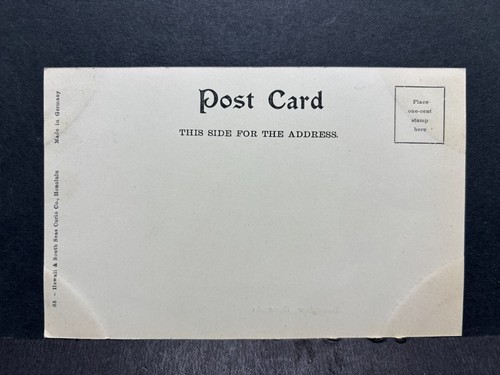 Post Card
THIS SIDE FOR THE ADDRESS.
Place
one-cent
stamp
here
Hawaii & South Seas Curio Co., Honolulu
Made in Germany